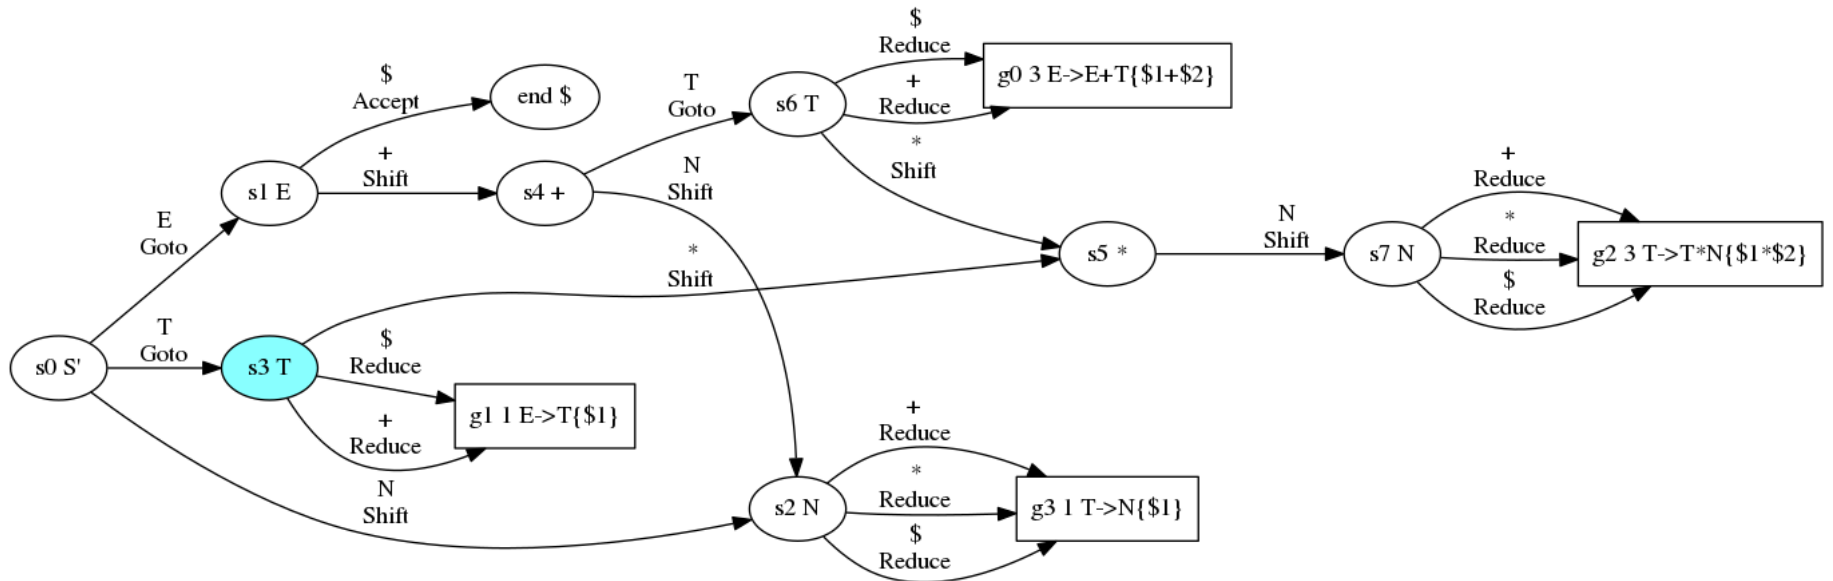 $
Reduce
g0 3 E->E+T{$1+$2}
+
Reduce
$
Accept
end $
T
Goto
s6 T
*
Shift
+
Shift
s1 E
s4 +
N
Shift
+
Reduce
E
Goto
*
Shift
s5 *
N
Shift
s7 N
*
Reduce
g2 3 T->T*N{$1*$2}
$
Reduce
s0 S'
T
Goto
s3 T
$
Reduce
g1 1 E->T{$1}
+
Reduce
N
Shift
+
Reduce
s2 N
*
Reduce
g3 1 T->N{$1}
$
Reduce